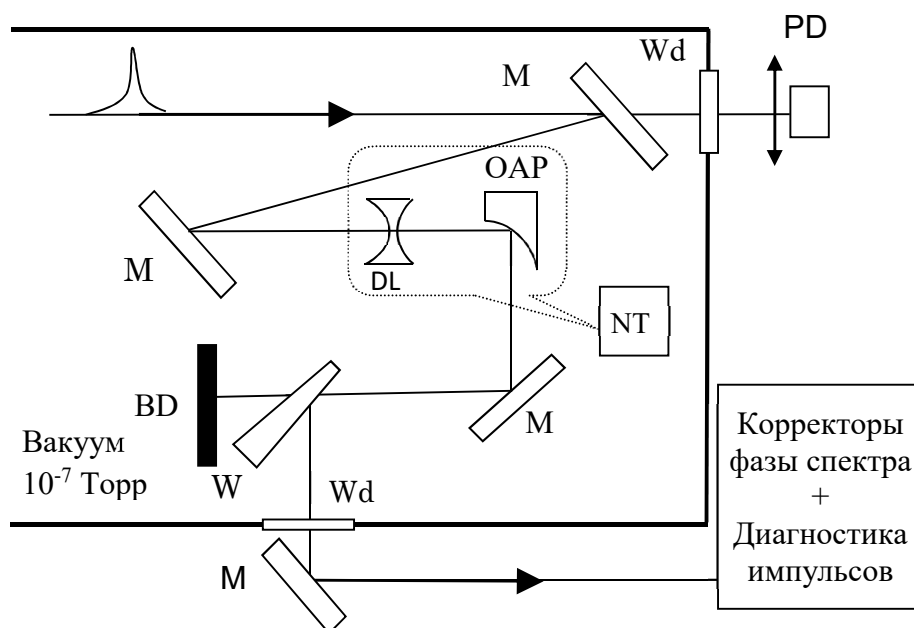 PD
Wd
M
OAP
M
DL
NT
BD
M
Вакуум
10⁻⁷ Торр
W
Wd
M
Корректоры
фазы спектра
+
Диагностика
импульсов